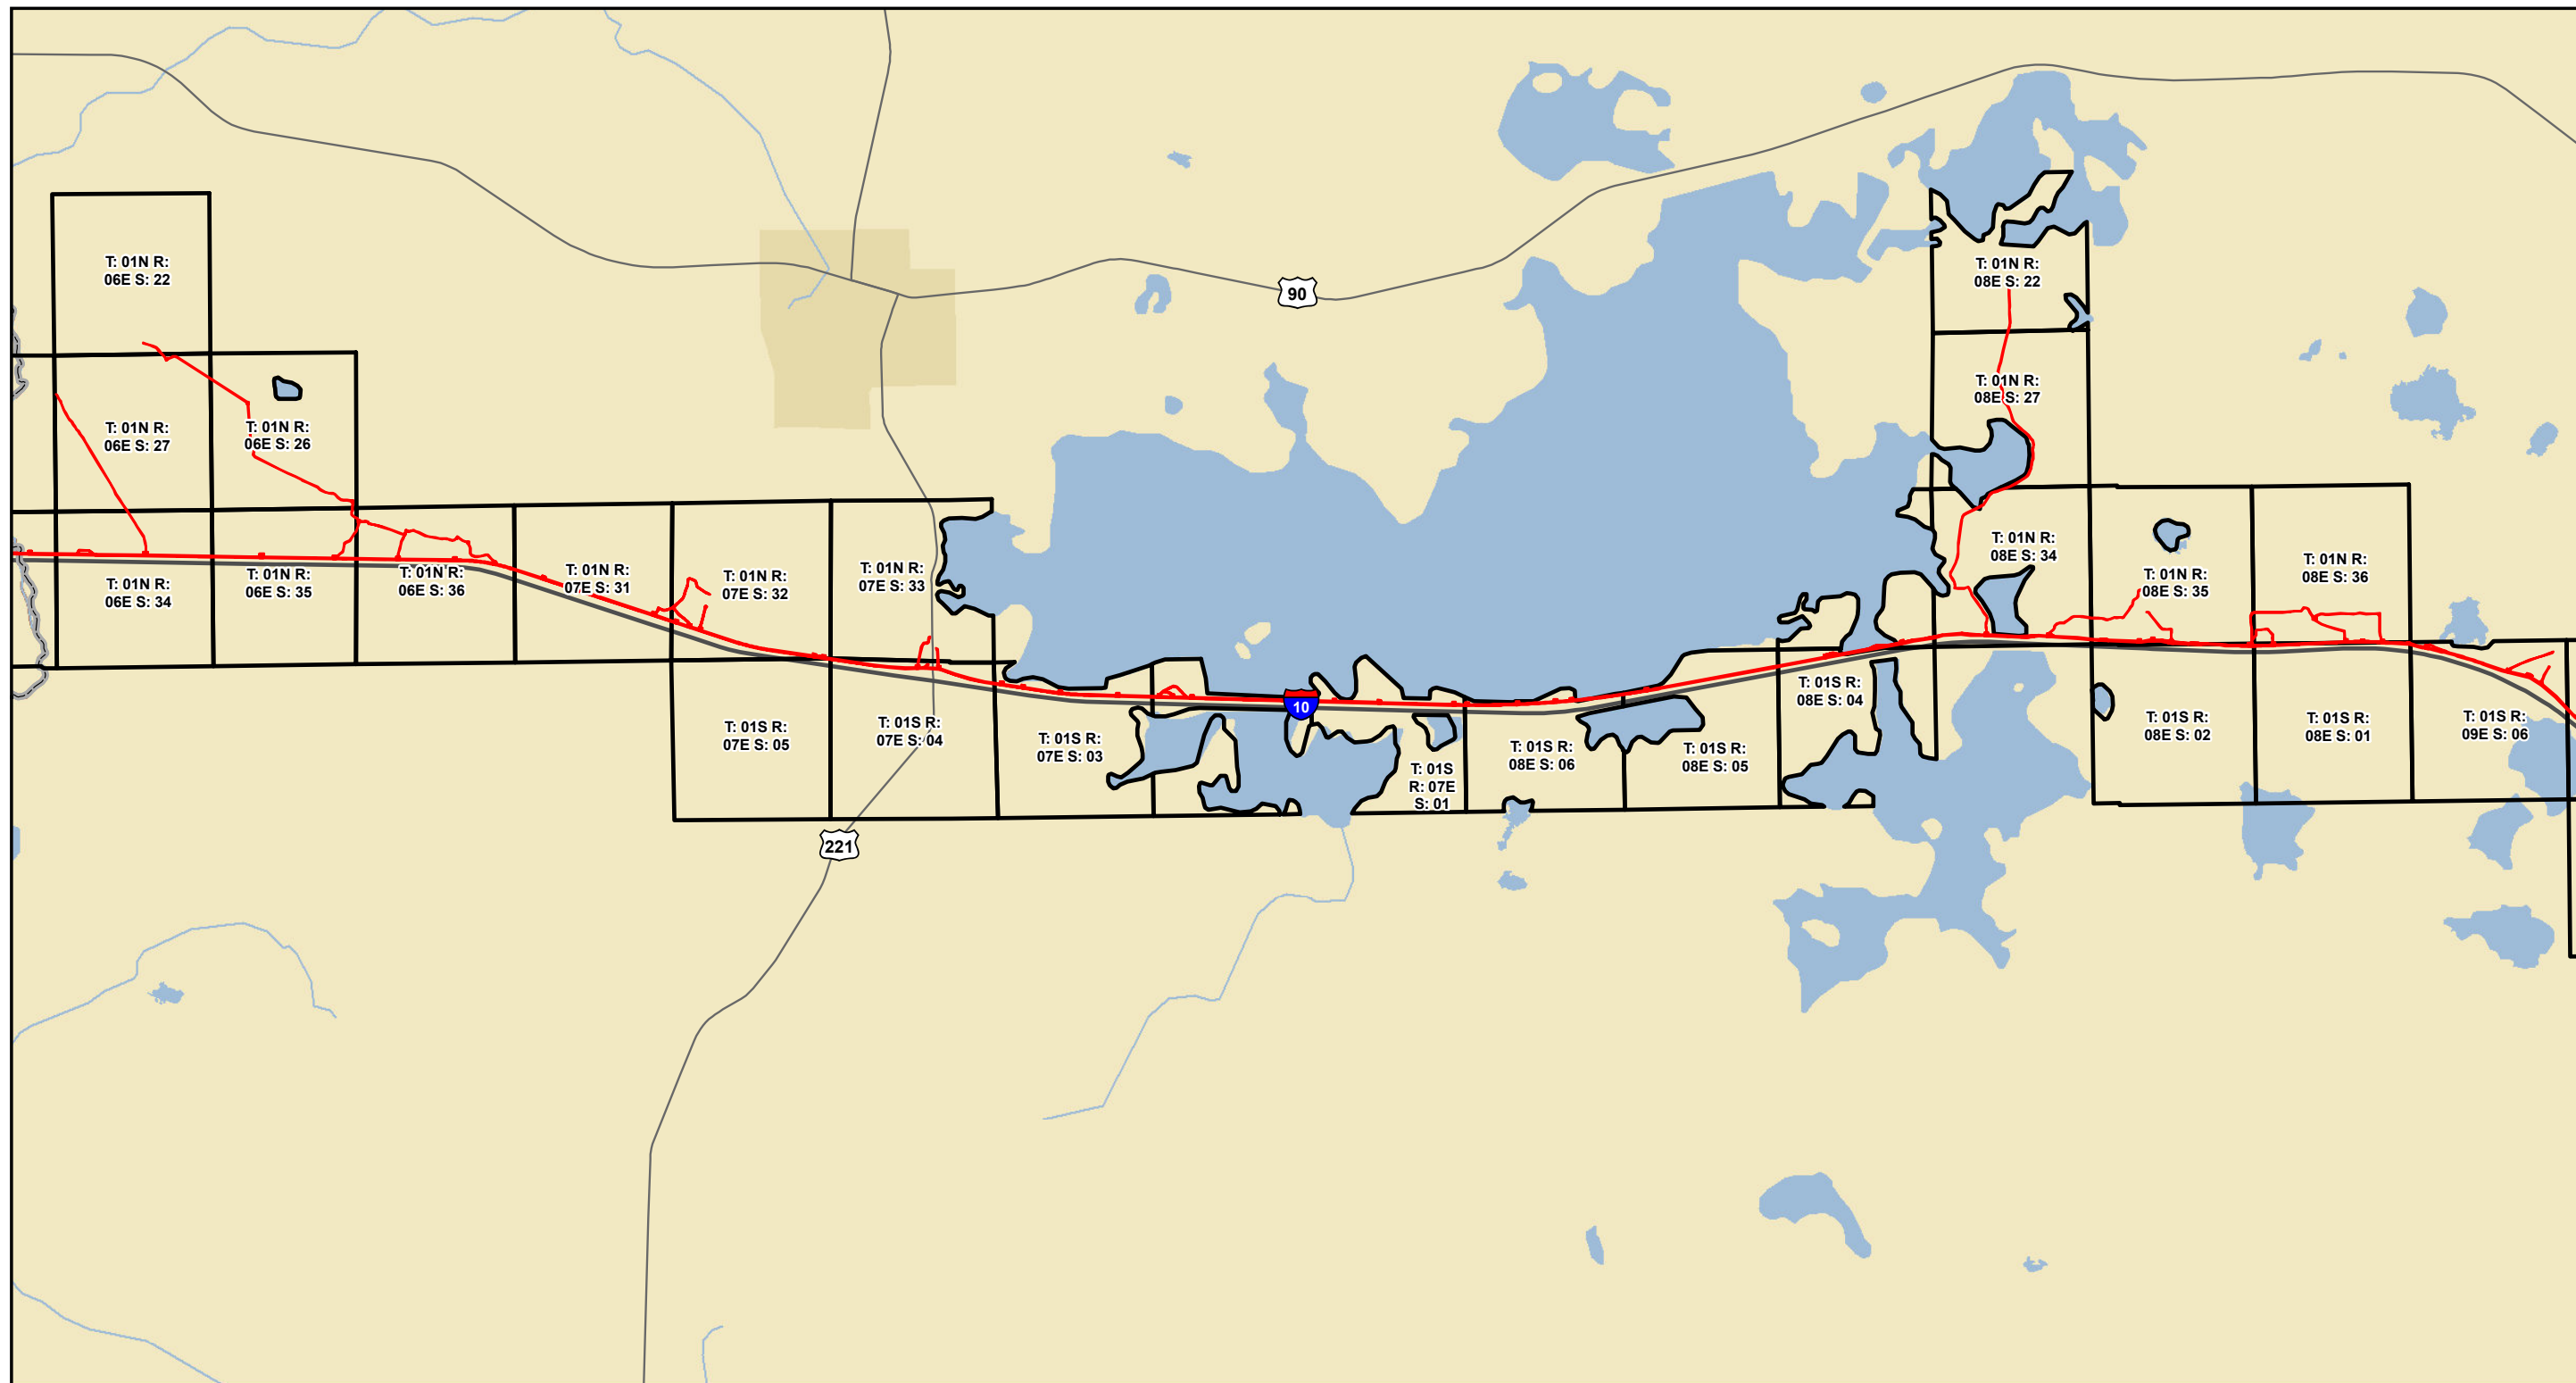 T: 01N R:
06E S: 22
T: 01N R:
08E S: 22
90
T: 01N R:
08E S: 27
T: 01N R:
06E S: 27
T: 01N R:
06E S: 26
T: 01N R:
06E S: 34
T: 01N R:
06E S: 35
T: 01N R:
06E S: 36
T: 01N R:
07E S: 31
T: 01N R:
07E S: 32
T: 01N R:
07E S: 33
T: 01N R:
08E S: 34
T: 01N R:
08E S: 35
T: 01N R:
08E S: 36
T: 01S R:
07E S: 05
T: 01S R:
07E S: 04
T: 01S R:
07E S: 03
10
T: 01S
R: 07E
S: 01
T: 01S R:
08E S: 06
T: 01S R:
08E S: 05
T: 01S R:
08E S: 04
T: 01S R:
08E S: 02
T: 01S R:
08E S: 01
T: 01S R:
09E S: 06
221